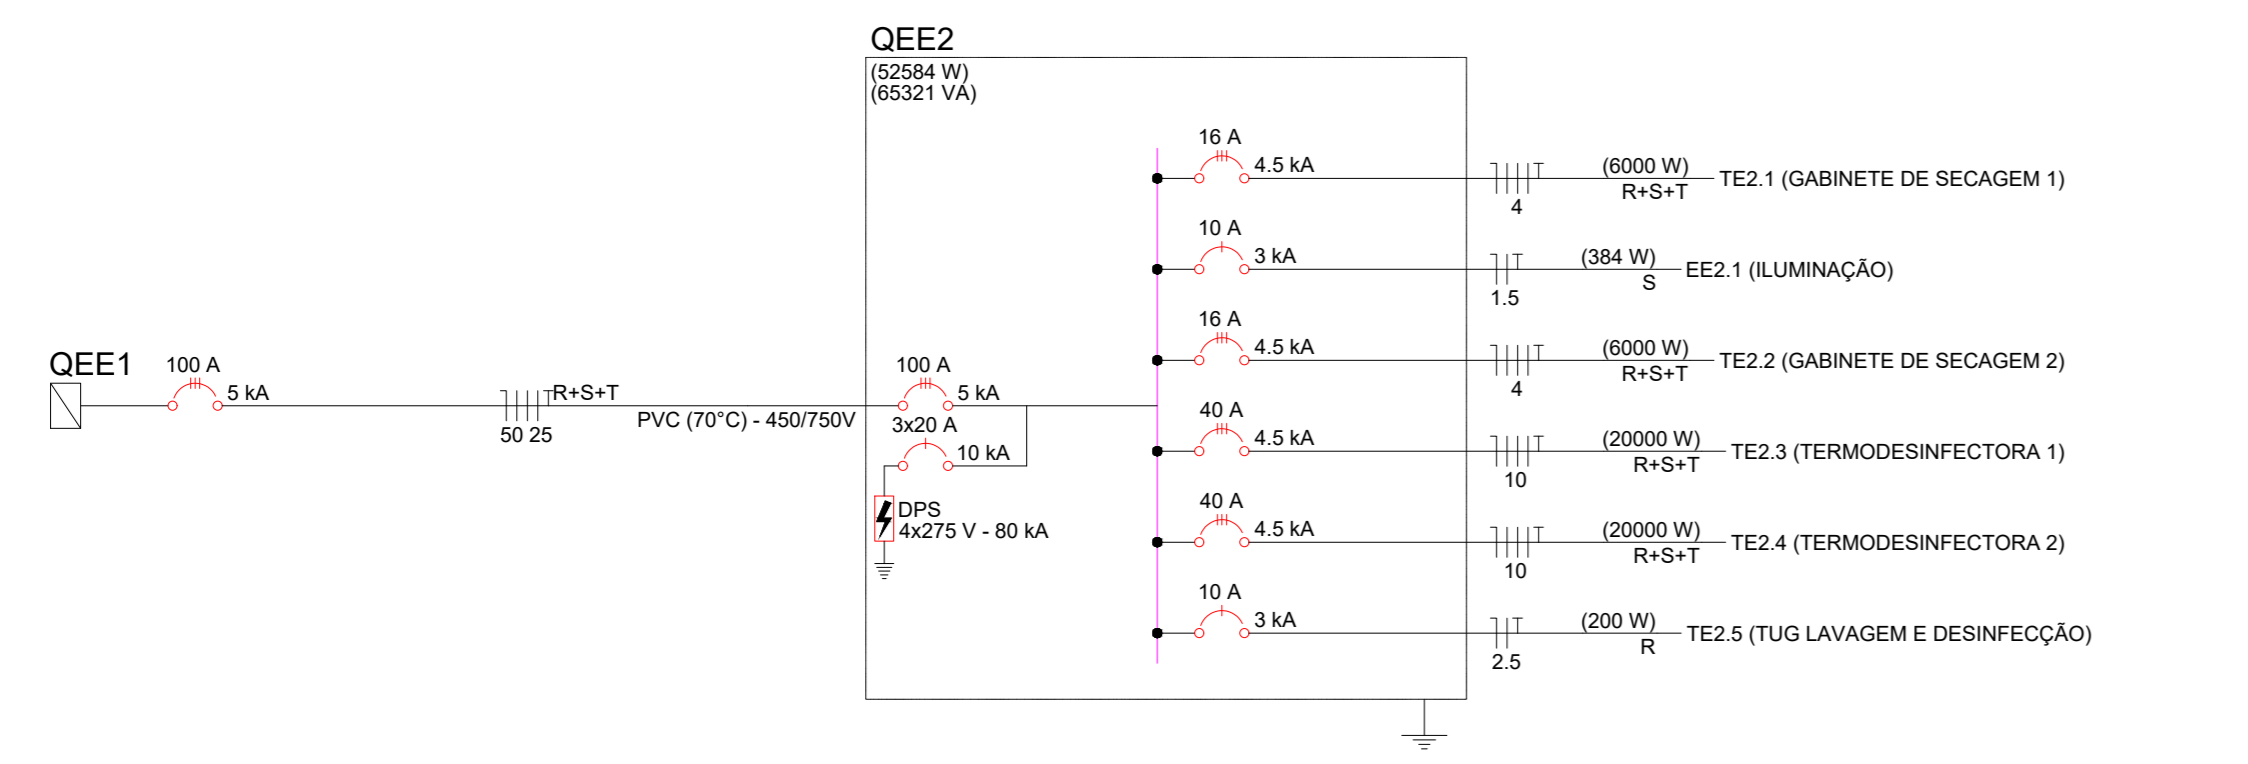 QEE2
(52584 W)
(65321 VA)
16 A
4.5 kA
(6000 W)
R+S+T
4
TE2.1 (GABINETE DE SECAGEM 1)
10 A
3 kA
(384 W)
S
1.5
EE2.1 (ILUMINAÇÃO)
16 A
4.5 kA
(6000 W)
R+S+T
4
TE2.2 (GABINETE DE SECAGEM 2)
QEE1
100 A
5 kA
R+S+T
50 25
PVC (70°C) - 450/750V
100 A
5 kA
3x20 A
10 kA
DPS
4x275 V - 80 kA
40 A
4.5 kA
(20000 W)
R+S+T
10
TE2.3 (TERMODESINFECTORA 1)
40 A
4.5 kA
(20000 W)
R+S+T
10
TE2.4 (TERMODESINFECTORA 2)
10 A
3 kA
(200 W)
R
2.5
TE2.5 (TUG LAVAGEM E DESINFECÇÃO)